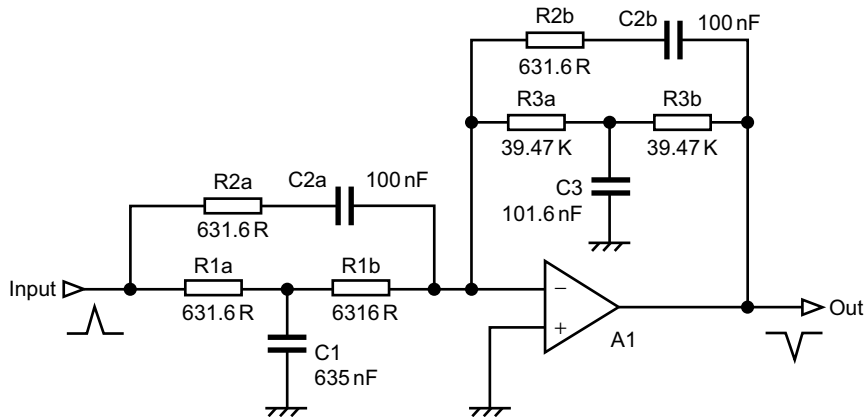 R2b
C2b
100 nF
631.6 R
R3a
R3b
39.47 K
39.47 K
C3
101.6 nF
R2a
C2a
100 nF
631.6 R
Input
R1a
R1b
631.6 R
6316 R
C1
635 nF
−
+
A1
Out